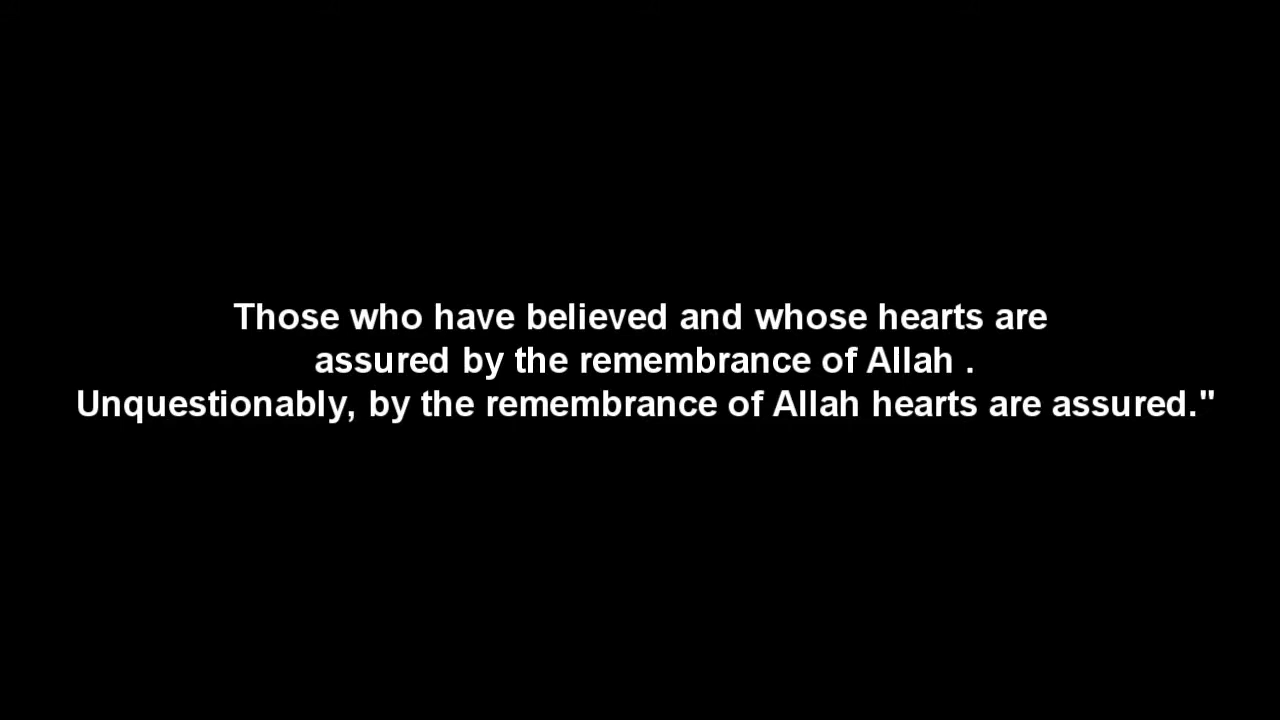 Those who have believed and whose hearts are
assured by the remembrance of Allah .
Unquestionably, by the remembrance of Allah hearts are assured."